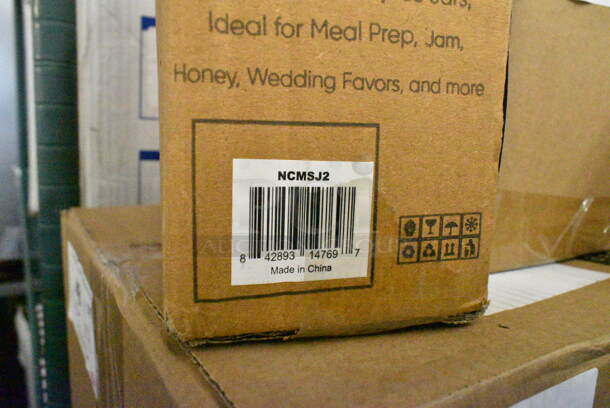 Ideal for Meal Prep, Jam,
Honey, Wedding Favors, and more
NCMSJ2
8 42893 14769 7
Made in China